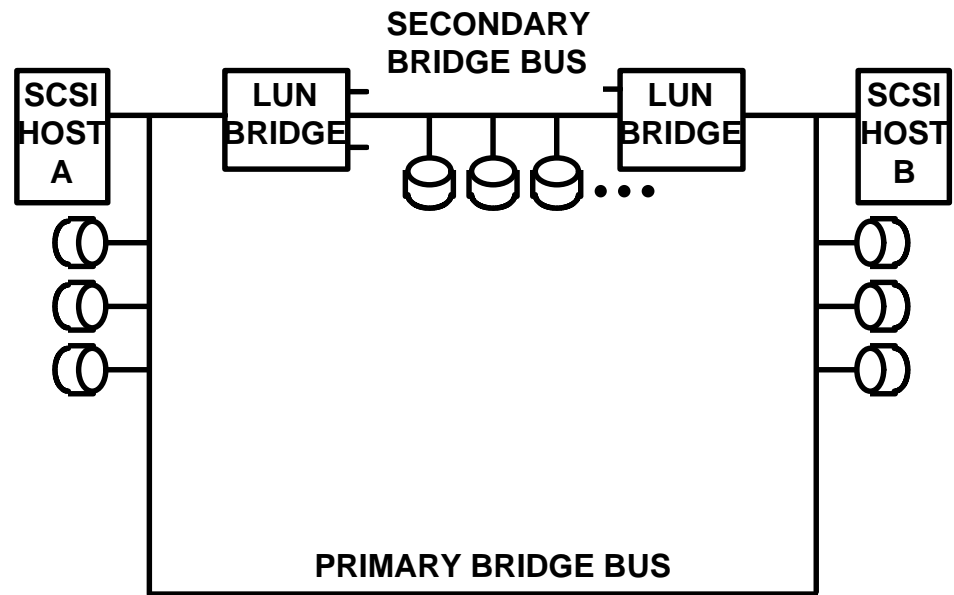 SECONDARY
BRIDGE BUS
SCSI
HOST
A
LUN
BRIDGE
LUN
BRIDGE
SCSI
HOST
B
PRIMARY BRIDGE BUS